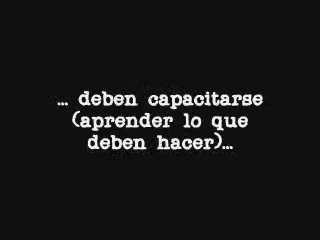 ... deben capacitarse
(aprender lo que
deben hacer)...